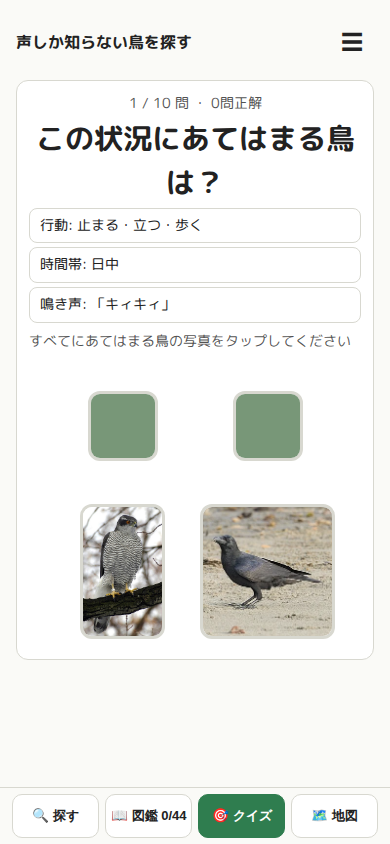 声しか知らない鳥を探す
1 / 10 問 · 0問正解
この状況にあてはまる鳥
は？
行動: 止まる・立つ・歩く
時間帯: 日中
鳴き声: 「キィキィ」
すべてにあてはまる鳥の写真をタップしてください
探す
図鑑 0/44
クイズ
地図